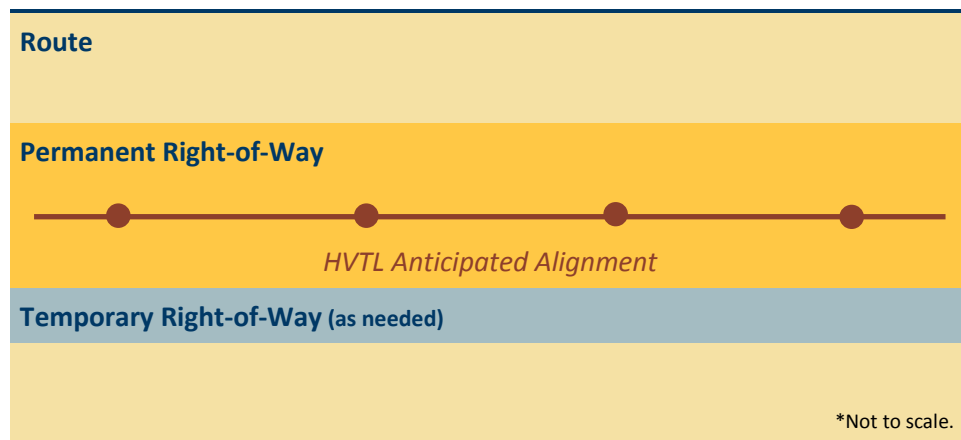 Route
Permanent Right-of-Way
HVTL Anticipated Alignment
Temporary Right-of-Way (as needed)
*Not to scale.